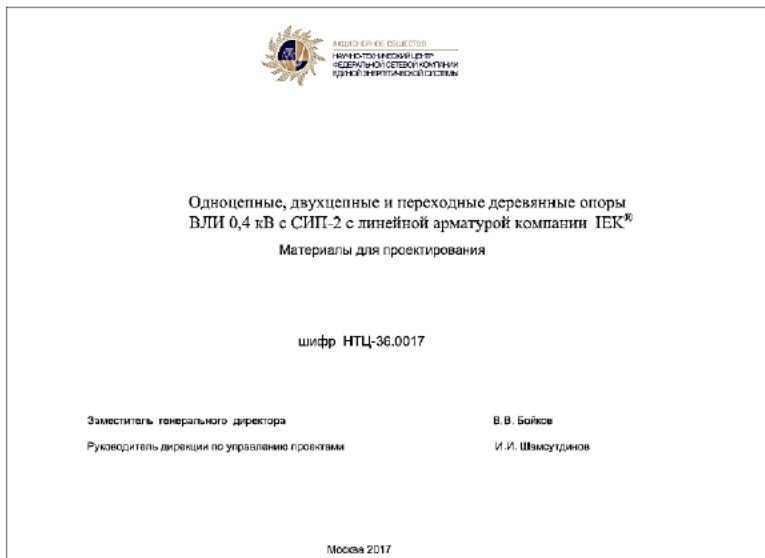 АКЦИОНЕРНОЕ ОБЩЕСТВО
НАУЧНО-ТЕХНИЧЕСКИЙ ЦЕНТР
ФЕДЕРАЛЬНОЙ СЕТЕВОЙ КОМПАНИИ
ЕДИНОЙ ЭНЕРГЕТИЧЕСКОЙ СИСТЕМЫ
Одноцепные, двухцепные и переходные деревянные опоры
ВЛИ 0,4 кВ с СИП-2 с линейной арматурой компании IEK®
Материалы для проектирования
шифр НТЦ-36.0017
Заместитель генерального директора В.В. Бойков
Руководитель дирекции по управлению проектами И.И. Шамсутдинов
Москва 2017